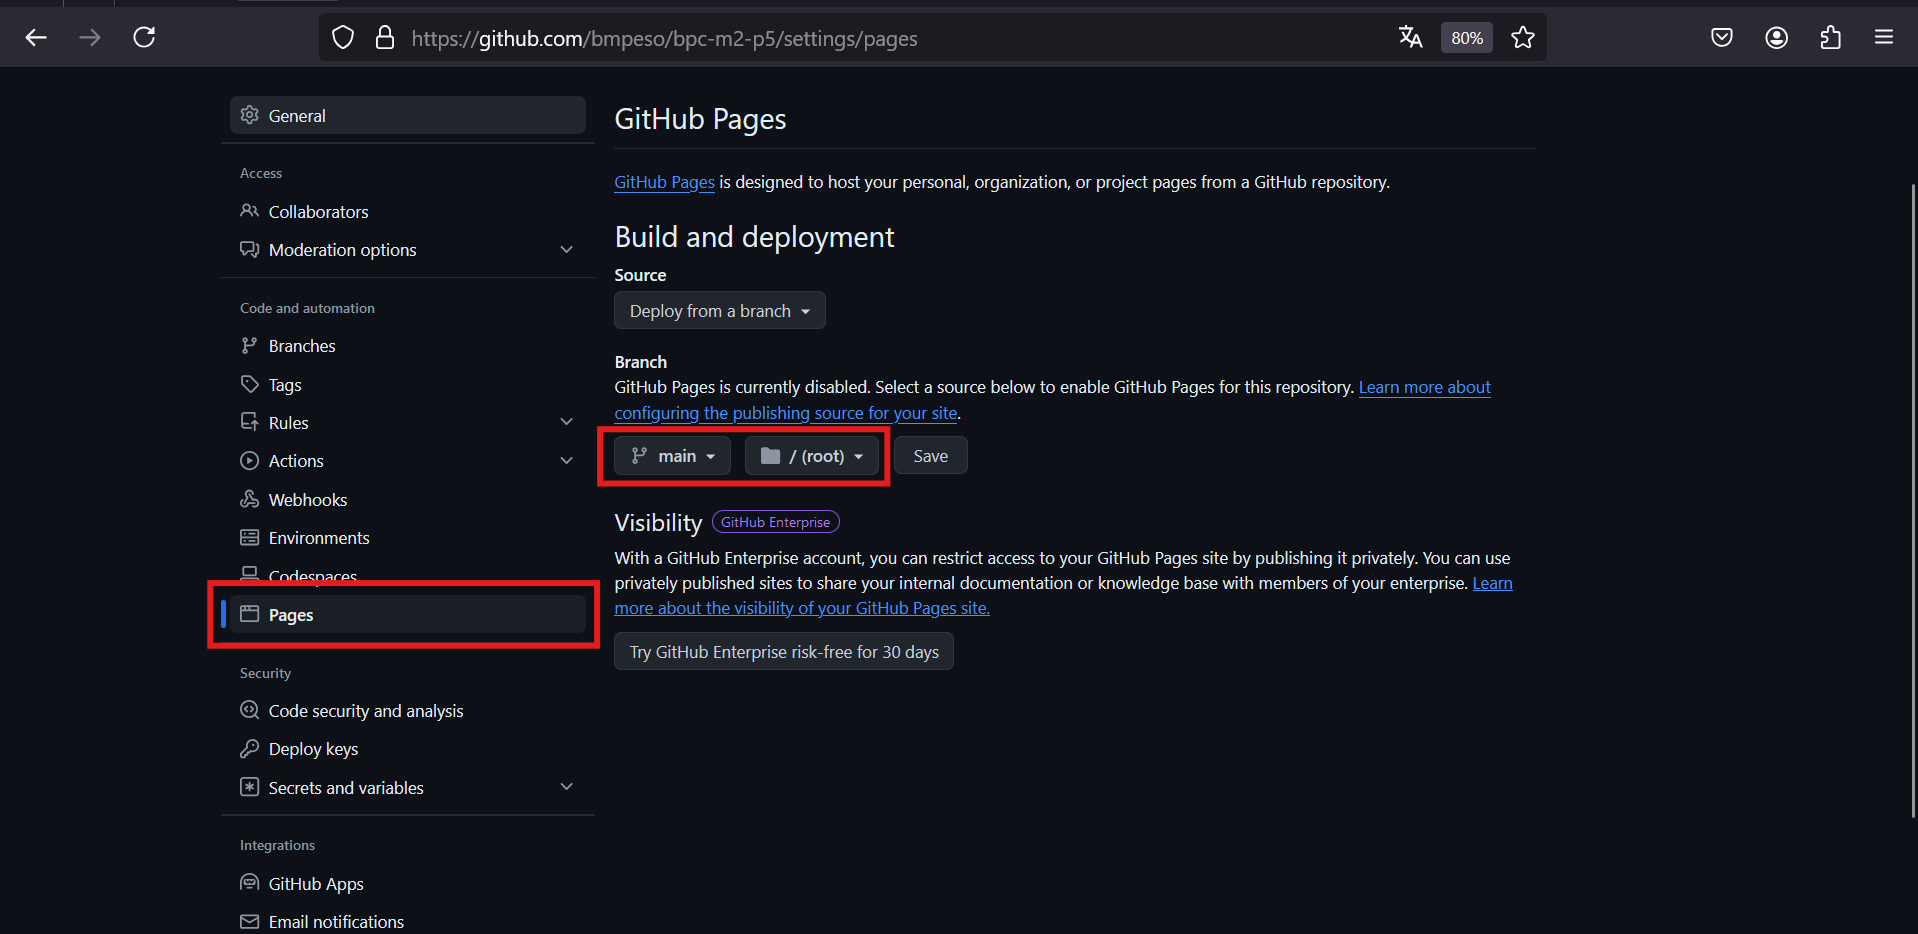 https://github.com/bmpeso/bpc-m2-p5/settings/pages
80%
General
Access
Collaborators
Moderation options
Code and automation
Branches
Tags
Rules
Actions
Webhooks
Environments
Codespaces
Pages
Security
Code security and analysis
Deploy keys
Secrets and variables
Integrations
GitHub Apps
Email notifications
GitHub Pages
GitHub Pages is designed to host your personal, organization, or project pages from a GitHub repository.
Build and deployment
Source
Deploy from a branch
Branch
GitHub Pages is currently disabled. Select a source below to enable GitHub Pages for this repository. Learn more about
configuring the publishing source for your site.
main / (root) Save
Visibility GitHub Enterprise
With a GitHub Enterprise account, you can restrict access to your GitHub Pages site by publishing it privately. You can use
privately published sites to share your internal documentation or knowledge base with members of your enterprise. Learn
more about the visibility of your GitHub Pages site.
Try GitHub Enterprise risk-free for 30 days